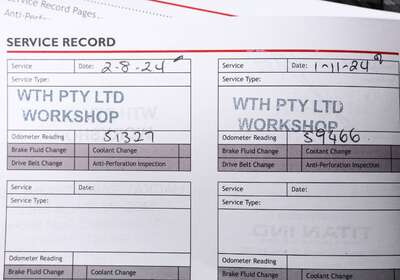 ervice Record Pages
Anti-Perfor
SERVICE RECORD
Service Date: 2-8-24
Service Type:
WTH PTY LTD
WORKSHOP
Odometer Reading 51327
Brake Fluid Change Coolant Change
Drive Belt Change Anti-Perforation Inspection
Service Date: 1-11-24
Service Type:
WTH PTY LTD
WORKSHOP
Odometer Reading 59466
Brake Fluid Change Coolant Change
Drive Belt Change Anti-Perforation Inspection
Service Date:
Service Type:
Odometer Reading
Brake Fluid Change Coolant Change
Service Date:
Service Type:
Odometer Reading
Brake Fluid Change Coolant Change